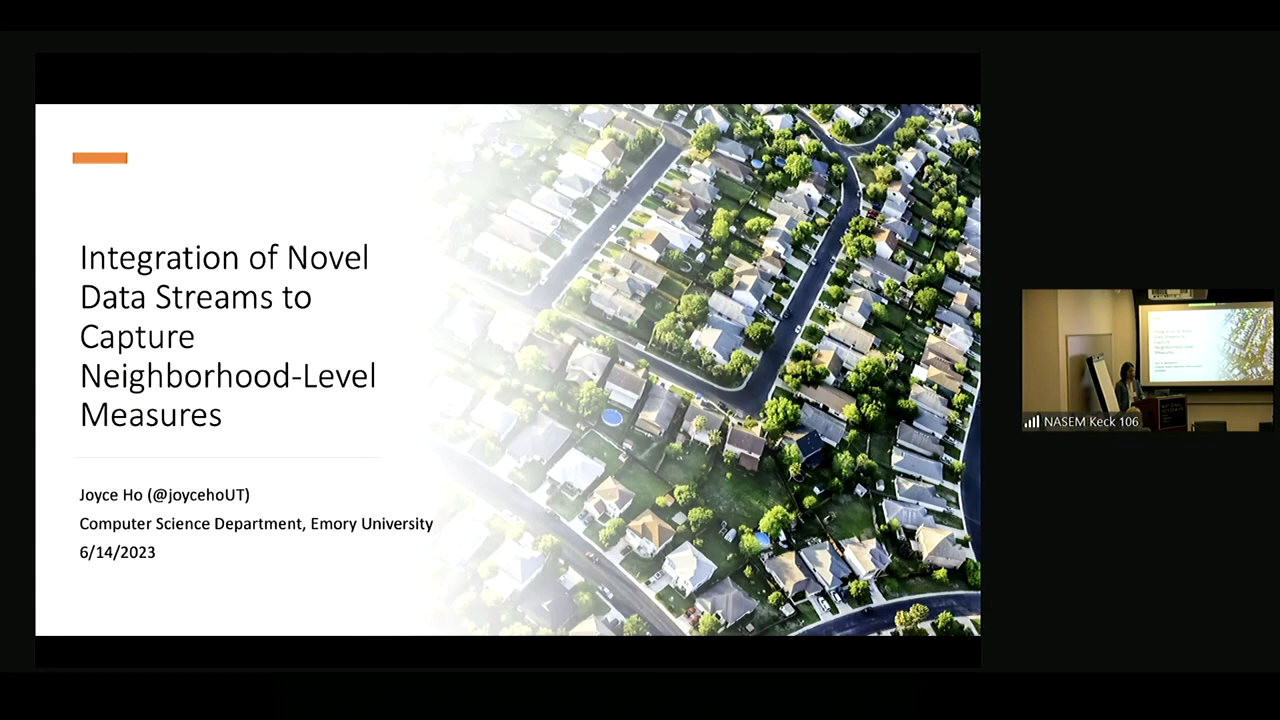 Integration of Novel
Data Streams to
Capture
Neighborhood-Level
Measures
Joyce Ho (@joycehoUT)
Computer Science Department, Emory University
6/14/2023
NASEM Keck 106